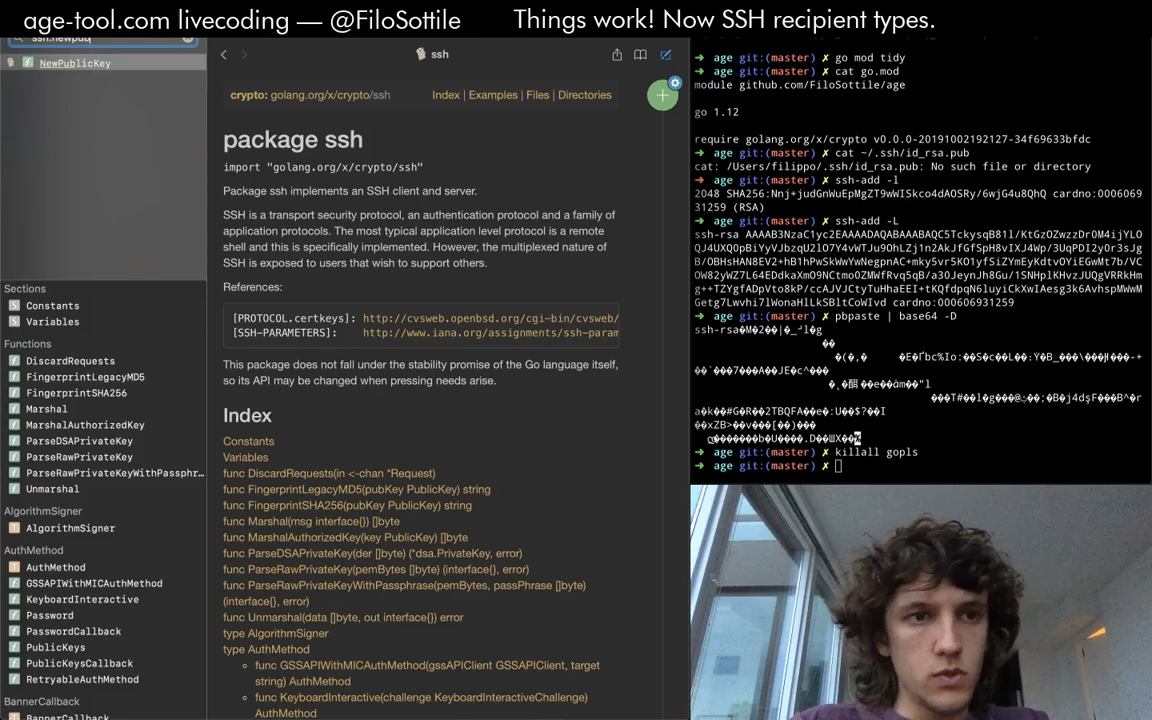 age-tool.com livecoding — @FiloSottile Things work! Now SSH recipient types.
NewPublicKey
Sections
Constants
Variables
Functions
DiscardRequests
FingerprintLegacyMD5
FingerprintSHA256
Marshal
MarshalAuthorizedKey
ParseDSAPrivateKey
ParseRawPrivateKey
ParseRawPrivateKeyWithPassphr...
Unmarshal
AlgorithmSigner
AlgorithmSigner
AuthMethod
AuthMethod
GSSAPIWithMICAuthMethod
KeyboardInteractive
Password
PasswordCallback
PublicKeys
PublicKeysCallback
RetryableAuthMethod
BannerCallback
BannerCallback
ssh
crypto: golang.org/x/crypto/ssh Index | Examples | Files | Directories
package ssh
import "golang.org/x/crypto/ssh"
Package ssh implements an SSH client and server.
SSH is a transport security protocol, an authentication protocol and a family of
application protocols. The most typical application level protocol is a remote
shell and this is specifically implemented. However, the multiplexed nature of
SSH is exposed to users that wish to support others.
References:
[PROTOCOL.certkeys]: http://cvsweb.openbsd.org/cgi-bin/cvsweb/
[SSH-PARAMETERS]: http://www.iana.org/assignments/ssh-param
This package does not fall under the stability promise of the Go language itself,
so its API may be changed when pressing needs arise.
Index
Constants
Variables
func DiscardRequests(in <-chan *Request)
func FingerprintLegacyMD5(pubKey PublicKey) string
func FingerprintSHA256(pubKey PublicKey) string
func Marshal(msg interface{}) []byte
func MarshalAuthorizedKey(key PublicKey) []byte
func ParseDSAPrivateKey(der []byte) (*dsa.PrivateKey, error)
func ParseRawPrivateKey(pemBytes []byte) (interface{}, error)
func ParseRawPrivateKeyWithPassphrase(pemBytes, passPhrase []byte)
(interface{}, error)
func Unmarshal(data []byte, out interface{}) error
type AlgorithmSigner
type AuthMethod
func GSSAPIWithMICAuthMethod(gssAPIClient GSSAPIClient, target
string) AuthMethod
func KeyboardInteractive(challenge KeyboardInteractiveChallenge)
AuthMethod
➜ age git:(master) ✗ go mod tidy
➜ age git:(master) ✗ cat go.mod
module github.com/FiloSottile/age
go 1.12
require golang.org/x/crypto v0.0.0-20191002192127-34f69633bfdc
➜ age git:(master) ✗ cat ~/.ssh/id_rsa.pub
cat: /Users/filippo/.ssh/id_rsa.pub: No such file or directory
➜ age git:(master) ✗ ssh-add -l
2048 SHA256:Nnj+judGnWuEpMgZT9wWISkco4dAOSRy/6wjG4u8QhQ cardno:0006069
31259 (RSA)
➜ age git:(master) ✗ ssh-add -L
cardno:000606931259
➜ age git:(master) ✗ pbpaste | base64 -D
➜ age git:(master) ✗ killall gopls
➜ age git:(master) ✗